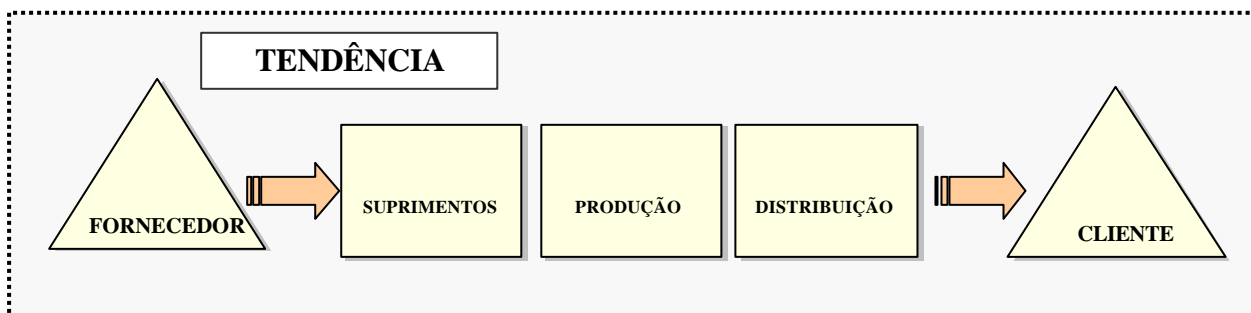 TENDÊNCIA
FORNECEDOR
SUPRIMENTOS
PRODUÇÃO
DISTRIBUIÇÃO
CLIENTE